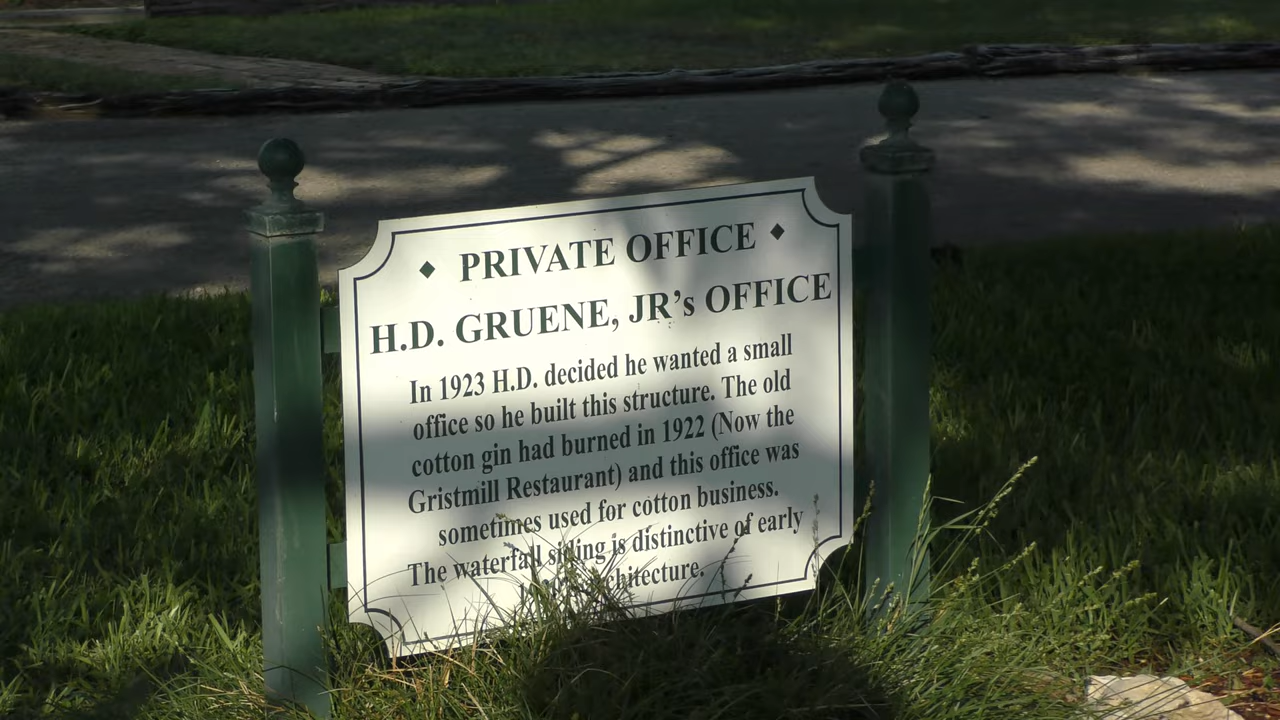 PRIVATE OFFICE
H.D. GRUENE, JR's OFFICE
In 1923 H.D. decided he wanted a small
office so he built this structure. The old
cotton gin had burned in 1922 (Now the
Gristmill Restaurant) and this office was
sometimes used for cotton business.
The waterfall siding is distinctive of early
architecture.